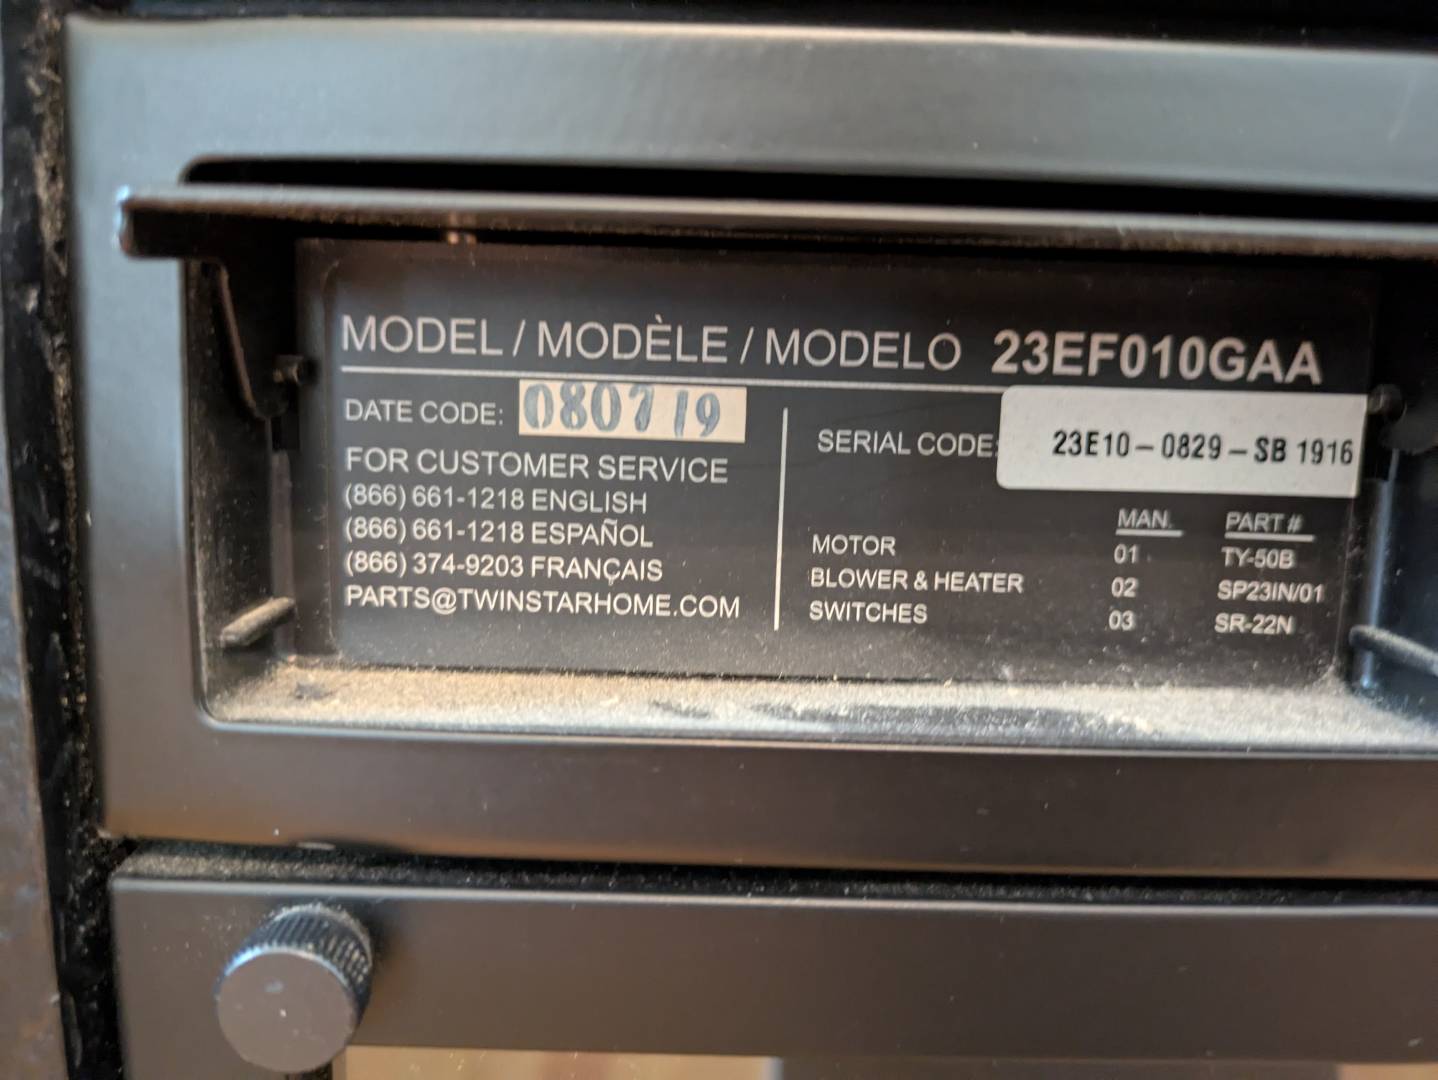 MODEL / MODÈLE / MODELO 23EF010GAA
DATE CODE: 080719
SERIAL CODE: 23E10-0829-SB 1916
FOR CUSTOMER SERVICE
(866) 661-1218 ENGLISH
(866) 661-1218 ESPAÑOL
(866) 374-9203 FRANÇAIS
PARTS@TWINSTARHOME.COM
MAN. PART #
MOTOR 01 TY-50B
BLOWER & HEATER 02 SP23IN/01
SWITCHES 03 SR-22N